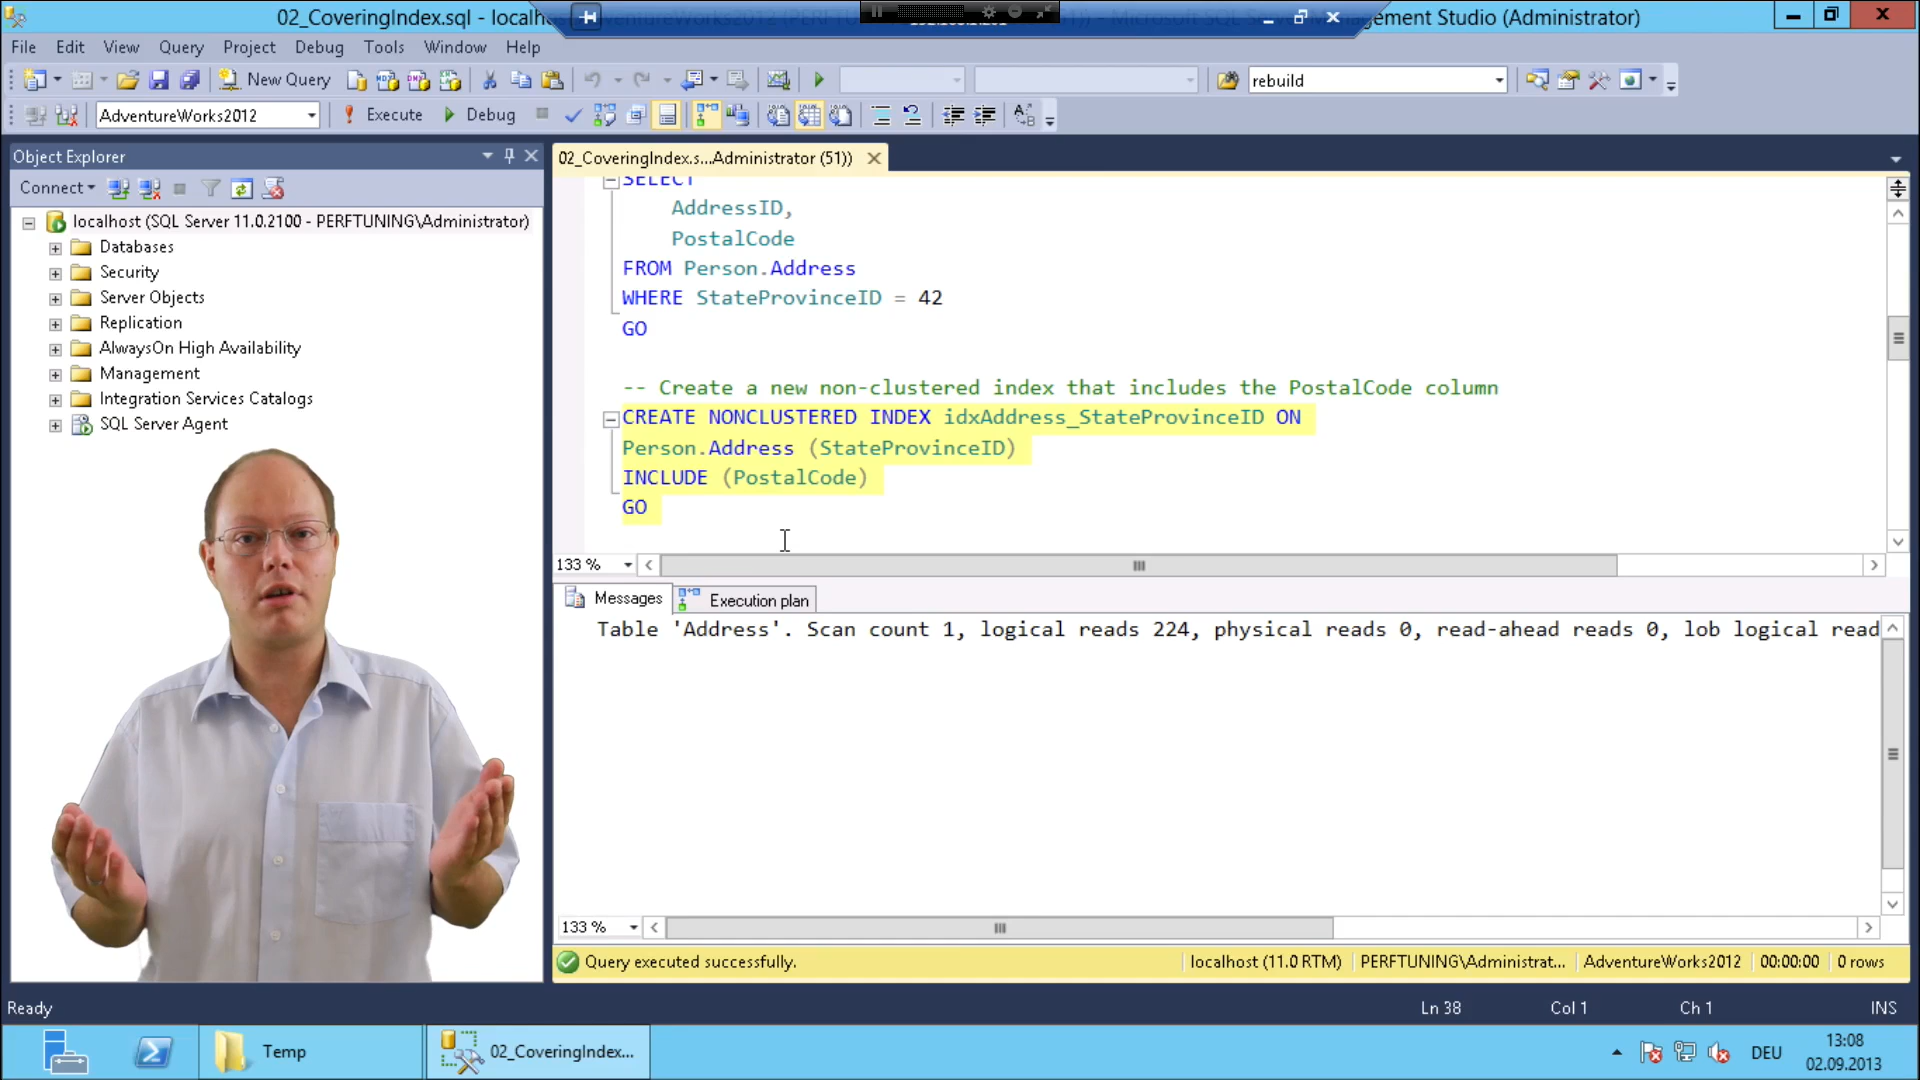 02_CoveringIndex.sql - localh
Management Studio (Administrator)
File Edit View Query Project Debug Tools Window Help
New Query
rebuild
AdventureWorks2012
Execute
Debug
Object Explorer
Connect
localhost (SQL Server 11.0.2100 - PERFTUNING\Administrator)
Databases
Security
Server Objects
Replication
AlwaysOn High Availability
Management
Integration Services Catalogs
SQL Server Agent
02_CoveringIndex.s...Administrator (51))
SELECT
AddressID,
PostalCode
FROM Person.Address
WHERE StateProvinceID = 42
GO
-- Create a new non-clustered index that includes the PostalCode column
CREATE NONCLUSTERED INDEX idxAddress_StateProvinceID ON
Person.Address (StateProvinceID)
INCLUDE (PostalCode)
GO
133 %
Messages
Execution plan
Table 'Address'. Scan count 1, logical reads 224, physical reads 0, read-ahead reads 0, lob logical read
133 %
Query executed successfully.
localhost (11.0 RTM)
PERFTUNING\Administrat...
AdventureWorks2012
00:00:00
0 rows
Ready
Ln 38
Col 1
Ch 1
INS
Temp
02_CoveringIndex...
DEU
13:08
02.09.2013